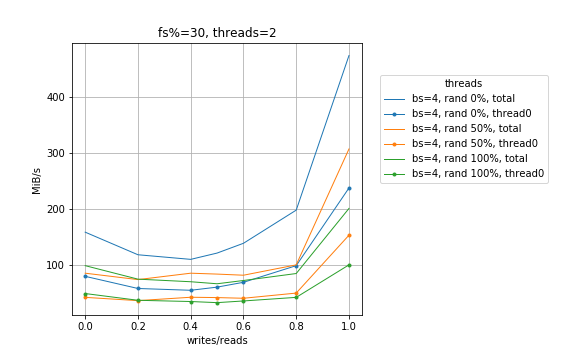 fs%=30, threads=2
400
300
200
100
MiB/s
0.0 0.2 0.4 0.6 0.8 1.0
writes/reads
threads
bs=4, rand 0%, total
bs=4, rand 0%, thread0
bs=4, rand 50%, total
bs=4, rand 50%, thread0
bs=4, rand 100%, total
bs=4, rand 100%, thread0